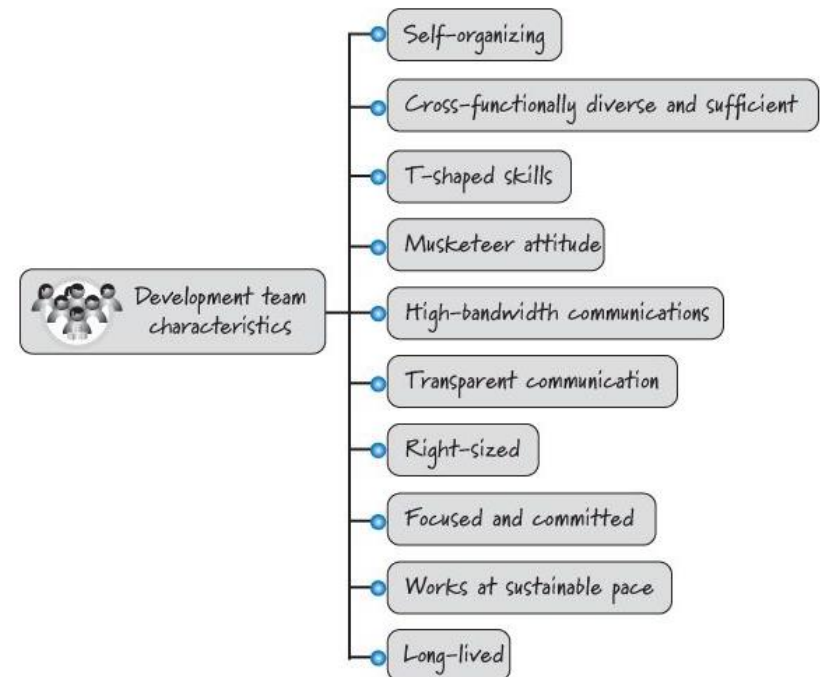 Self-organizing
Cross-functionally diverse and sufficient
T-shaped skills
Musketeer attitude
Development team
characteristics
High-bandwidth communications
Transparent communication
Right-sized
Focused and committed
Works at sustainable pace
Long-lived